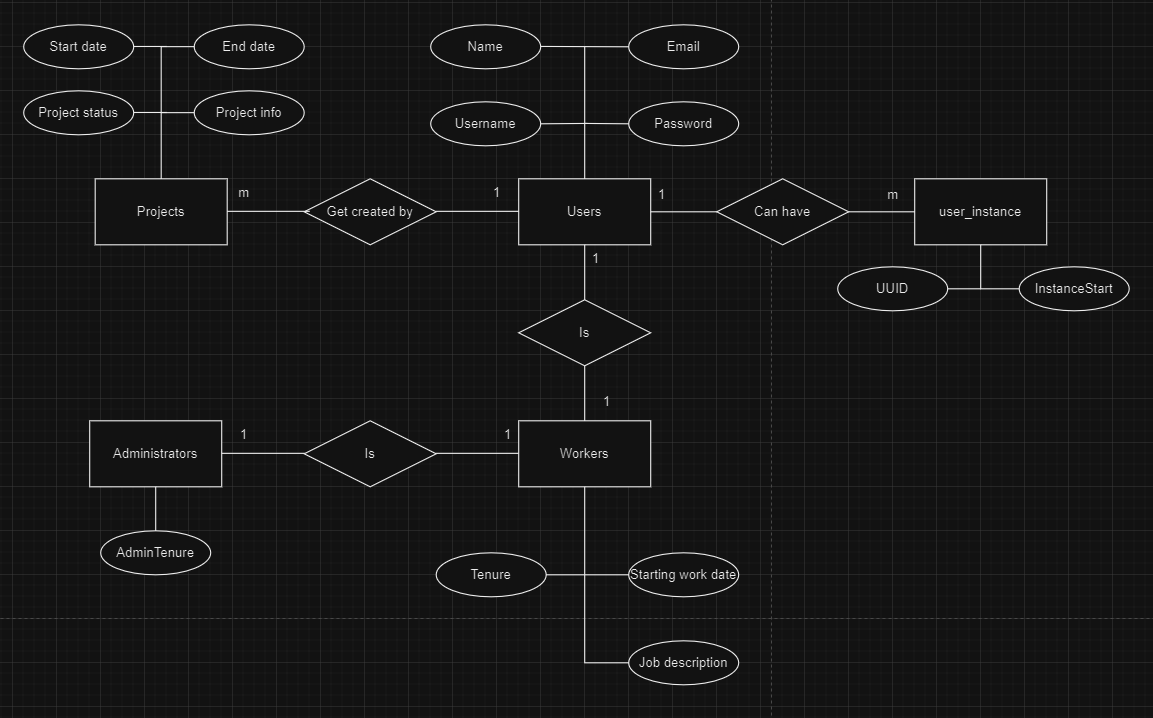 Start date
End date
Name
Email
Project status
Project info
Username
Password
m
1
1
m
Projects
Get created by
Users
Can have
user_instance
1
UUID
InstanceStart
Is
1
1
1
Administrators
Is
Workers
AdminTenure
Tenure
Starting work date
Job description